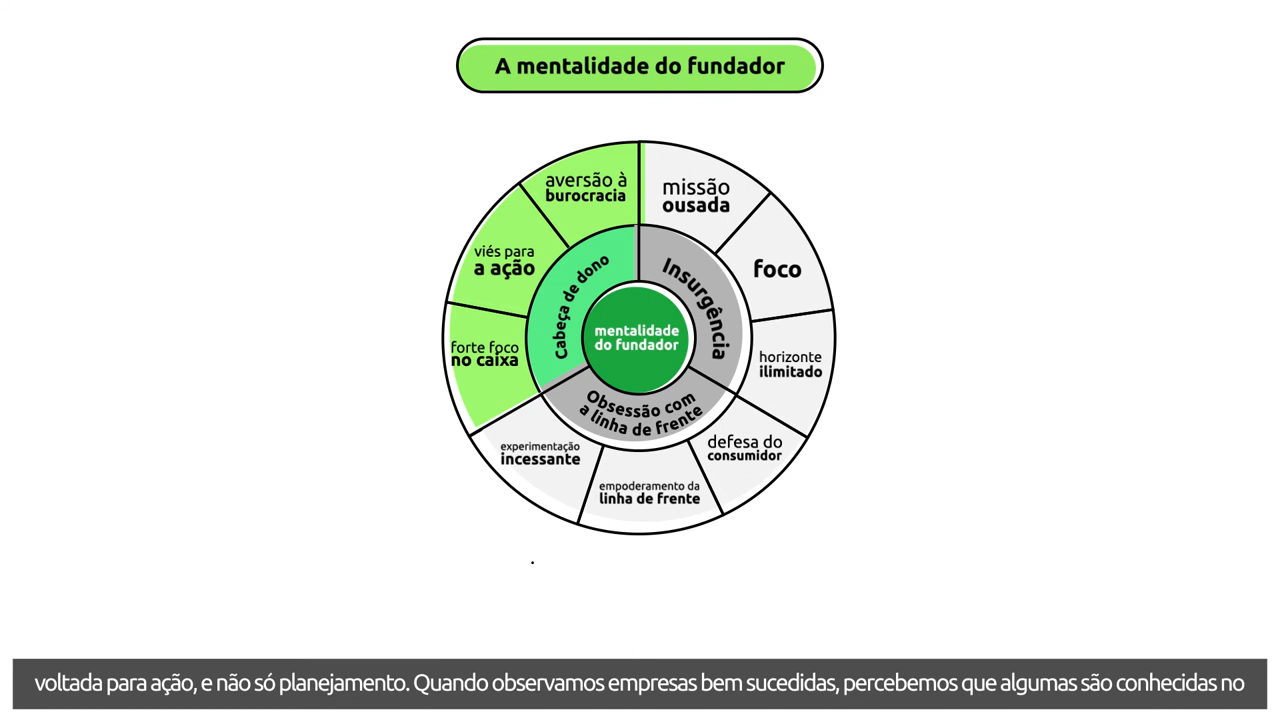 A mentalidade do fundador
aversão à
burocracia
missão
ousada
viés para
a ação
foco
Cabeça de dono
Insurgência
mentalidade
do fundador
forte foco
no caixa
horizonte
ilimitado
Obsessão com
a linha de frente
experimentação
incessante
defesa do
consumidor
empoderamento da
linha de frente
voltada para ação, e não só planejamento. Quando observamos empresas bem sucedidas, percebemos que algumas são conhecidas no